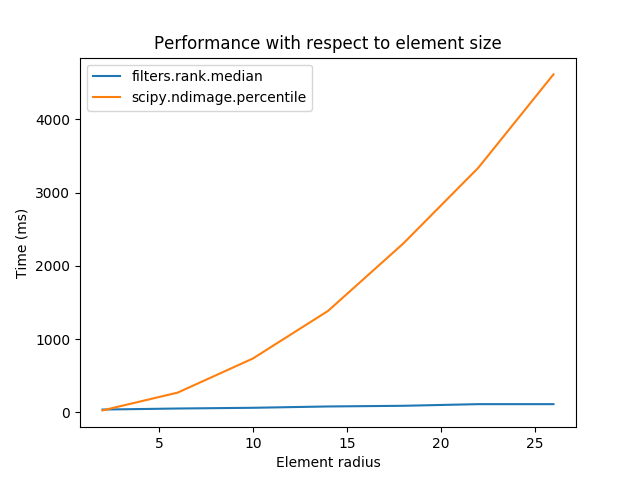 Performance with respect to element size
filters.rank.median
scipy.ndimage.percentile
Time (ms)
4000
3000
2000
1000
0
5
10
15
20
25
Element radius